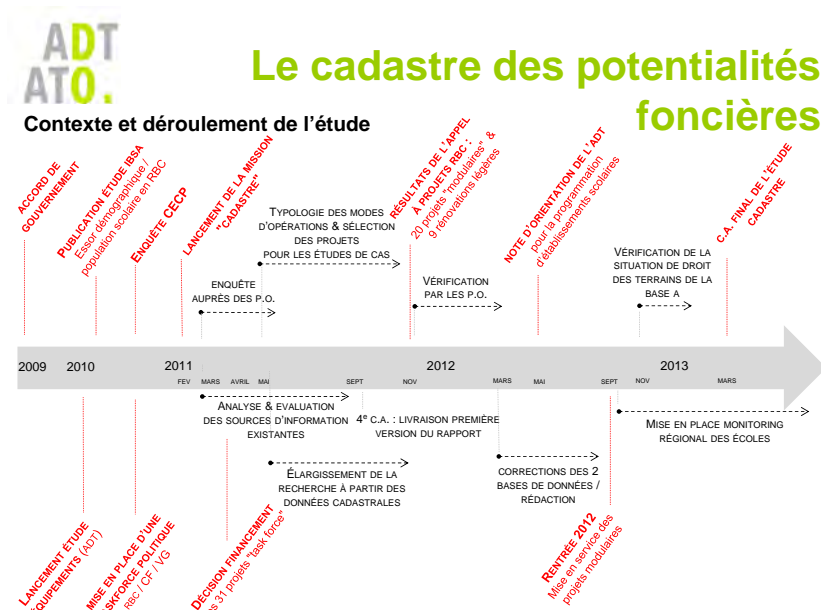 ADT
ATO.
Le cadastre des potentialités
foncières
Contexte et déroulement de l'étude
ACCORD DE
GOUVERNEMENT
PUBLICATION ÉTUDE IBSA
Essor démographique /
population scolaire en RBC
ENQUÊTE CECP
LANCEMENT DE LA MISSION
"CADASTRE"
TYPOLOGIE DES MODES
D'OPÉRATIONS & SÉLECTION
DES PROJETS
POUR LES ÉTUDES DE CAS
ENQUÊTE
AUPRÈS DES P.O.
RÉSULTATS DE L'APPEL
À PROJETS RBC :
20 projets "modulaires" &
9 rénovations légères
VÉRIFICATION
PAR LES P.O.
NOTE D'ORIENTATION DE L'ADT
pour la programmation
d'établissements scolaires
VÉRIFICATION DE LA
SITUATION DE DROIT
DES TERRAINS DE LA
BASE A
C.A. FINAL DE L'ÉTUDE
CADASTRE
2009 2010 2011 2012 2013
FEV MARS AVRIL MAI SEPT NOV MARS MAI SEPT NOV MARS
ANALYSE & EVALUATION
DES SOURCES D'INFORMATION
EXISTANTES
4e C.A. : LIVRAISON PREMIÈRE
VERSION DU RAPPORT
MISE EN PLACE MONITORING
RÉGIONAL DES ÉCOLES
ÉLARGISSEMENT DE LA
RECHERCHE À PARTIR DES
DONNÉES CADASTRALES
CORRECTIONS DES 2
BASES DE DONNÉES /
RÉDACTION
LANCEMENT ÉTUDE
ÉQUIPEMENTS (ADT)
MISE EN PLACE D'UNE
TASKFORCE POLITIQUE
RBC / CF / VG
DÉCISION FINANCEMENT
31 projets "task force"
RENTRÉE 2012
Mise en service des
projets modulaires